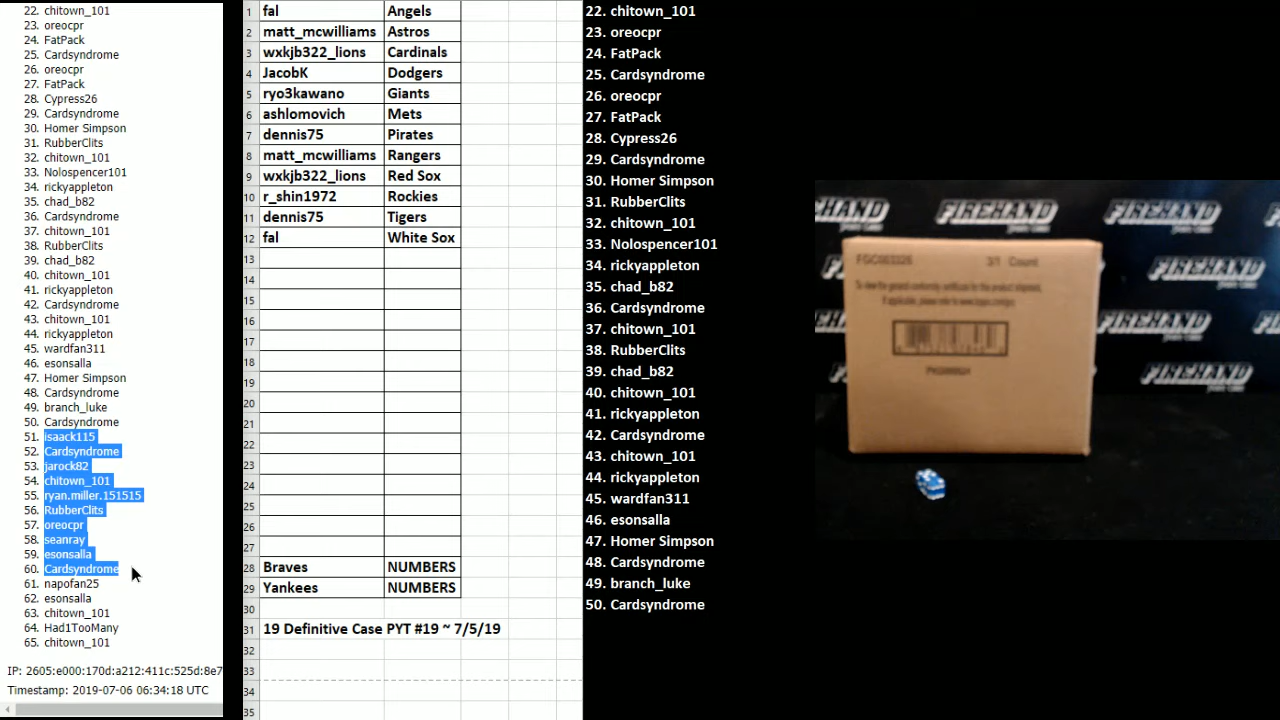 22. chitown_101
23. oreocpr
24. FatPack
25. Cardsyndrome
26. oreocpr
27. FatPack
28. Cypress26
29. Cardsyndrome
30. Homer Simpson
31. RubberClits
32. chitown_101
33. Nolospencer101
34. rickyappleton
35. chad_b82
36. Cardsyndrome
37. chitown_101
38. RubberClits
39. chad_b82
40. chitown_101
41. rickyappleton
42. Cardsyndrome
43. chitown_101
44. rickyappleton
45. wardfan311
46. esonsalla
47. Homer Simpson
48. Cardsyndrome
49. branch_luke
50. Cardsyndrome
51. isaack115
52. Cardsyndrome
53. jarock82
54. chitown_101
55. ryan.miller.151515
56. RubberClits
57. oreocpr
58. seanray
59. esonsalla
60. Cardsyndrome
61. napofan25
62. esonsalla
63. chitown_101
64. Had1TooMany
65. chitown_101
IP: 2605:e000:170d:a212:411c:525d:8e7
Timestamp: 2019-07-06 06:34:18 UTC
1 fal Angels
2 matt_mcwilliams Astros
3 wxkjb322_lions Cardinals
4 JacobK Dodgers
5 ryo3kawano Giants
6 ashlomovich Mets
7 dennis75 Pirates
8 matt_mcwilliams Rangers
9 wxkjb322_lions Red Sox
10 r_shin1972 Rockies
11 dennis75 Tigers
12 fal White Sox
13
14
15
16
17
18
19
20
21
22
23
24
25
26
27
28 Braves NUMBERS
29 Yankees NUMBERS
30
31 19 Definitive Case PYT #19 ~ 7/5/19
32
33
34
35
22. chitown_101
23. oreocpr
24. FatPack
25. Cardsyndrome
26. oreocpr
27. FatPack
28. Cypress26
29. Cardsyndrome
30. Homer Simpson
31. RubberClits
32. chitown_101
33. Nolospencer101
34. rickyappleton
35. chad_b82
36. Cardsyndrome
37. chitown_101
38. RubberClits
39. chad_b82
40. chitown_101
41. rickyappleton
42. Cardsyndrome
43. chitown_101
44. rickyappleton
45. wardfan311
46. esonsalla
47. Homer Simpson
48. Cardsyndrome
49. branch_luke
50. Cardsyndrome
FIREHAND
FIREHAND
FIREHAND
3/1 Count
FIREHAND
FIREHAND
FIREHAND